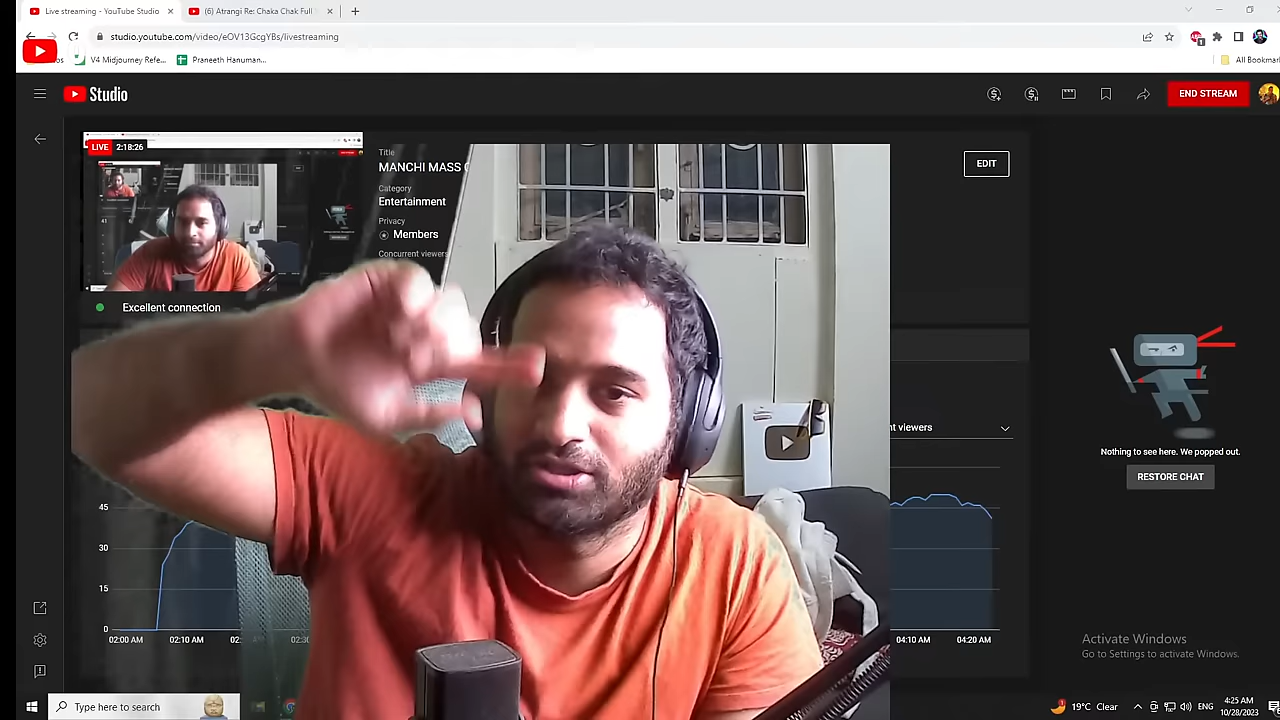 Live streaming - YouTube Studio
(6) Atrangi Re: Chaka Chak Full
studio.youtube.com/video/eOV13GcgYBs/livestreaming
V4 Midjourney Refe...
Praneeth Hanuman...
All Bookmar
Studio
END STREAM
LIVE 2:18:26
Title
MANCHI MASS
EDIT
Category
Entertainment
Privacy
Members
Concurrent viewers
Excellent connection
nt viewers
Nothing to see here. We popped out.
RESTORE CHAT
45
30
15
0
02:00 AM
02:10 AM
02:
02:30
04:10 AM
04:20 AM
Activate Windows
Go to Settings to activate Windows.
Type here to search
19°C Clear
ENG
4:25 AM
10/28/2023